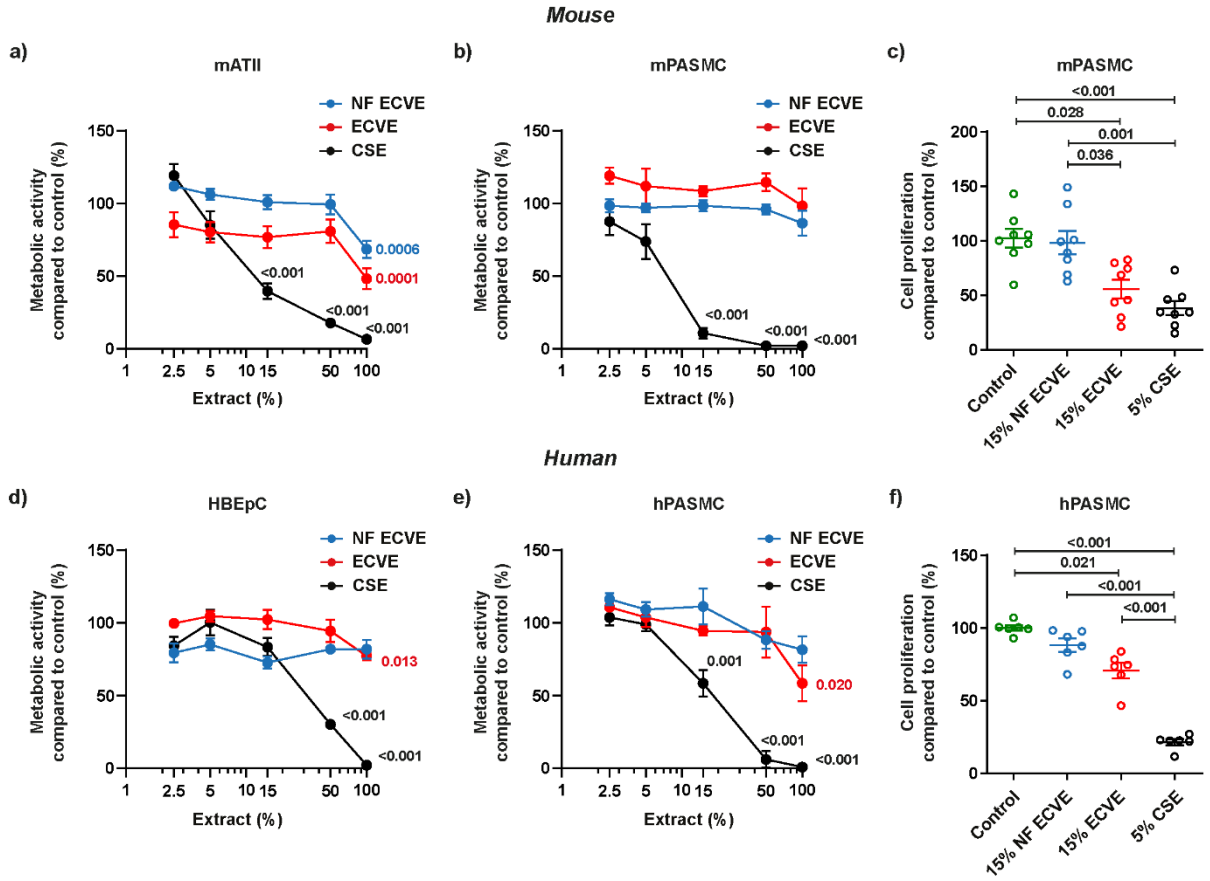 Mouse
a)
mATII
NF ECVE
ECVE
CSE
Metabolic activity
compared to control (%)
150
100
50
0
0.0006
0.0001
<0.001
<0.001
<0.001
1 2.5 5 10 15 50 100
Extract (%)
b)
mPASMC
NF ECVE
ECVE
CSE
Metabolic activity
compared to control (%)
150
100
50
0
<0.001
<0.001
<0.001
1 2.5 5 10 15 50 100
Extract (%)
c)
mPASMC
<0.001
0.028
0.001
0.036
Cell proliferation
compared to control (%)
200
150
100
50
0
Control
15% NF ECVE
15% ECVE
5% CSE
Human
d)
HBEpC
NF ECVE
ECVE
CSE
Metabolic activity
compared to control (%)
150
100
50
0
0.013
<0.001
<0.001
1 2.5 5 10 15 50 100
Extract (%)
e)
hPASMC
NF ECVE
ECVE
CSE
Metabolic activity
compared to control (%)
150
100
50
0
0.001
0.020
<0.001
<0.001
1 2.5 5 10 15 50 100
Extract (%)
f)
hPASMC
<0.001
0.021
<0.001
<0.001
Cell proliferation
compared to control (%)
150
100
50
0
Control
15% NF ECVE
15% ECVE
5% CSE